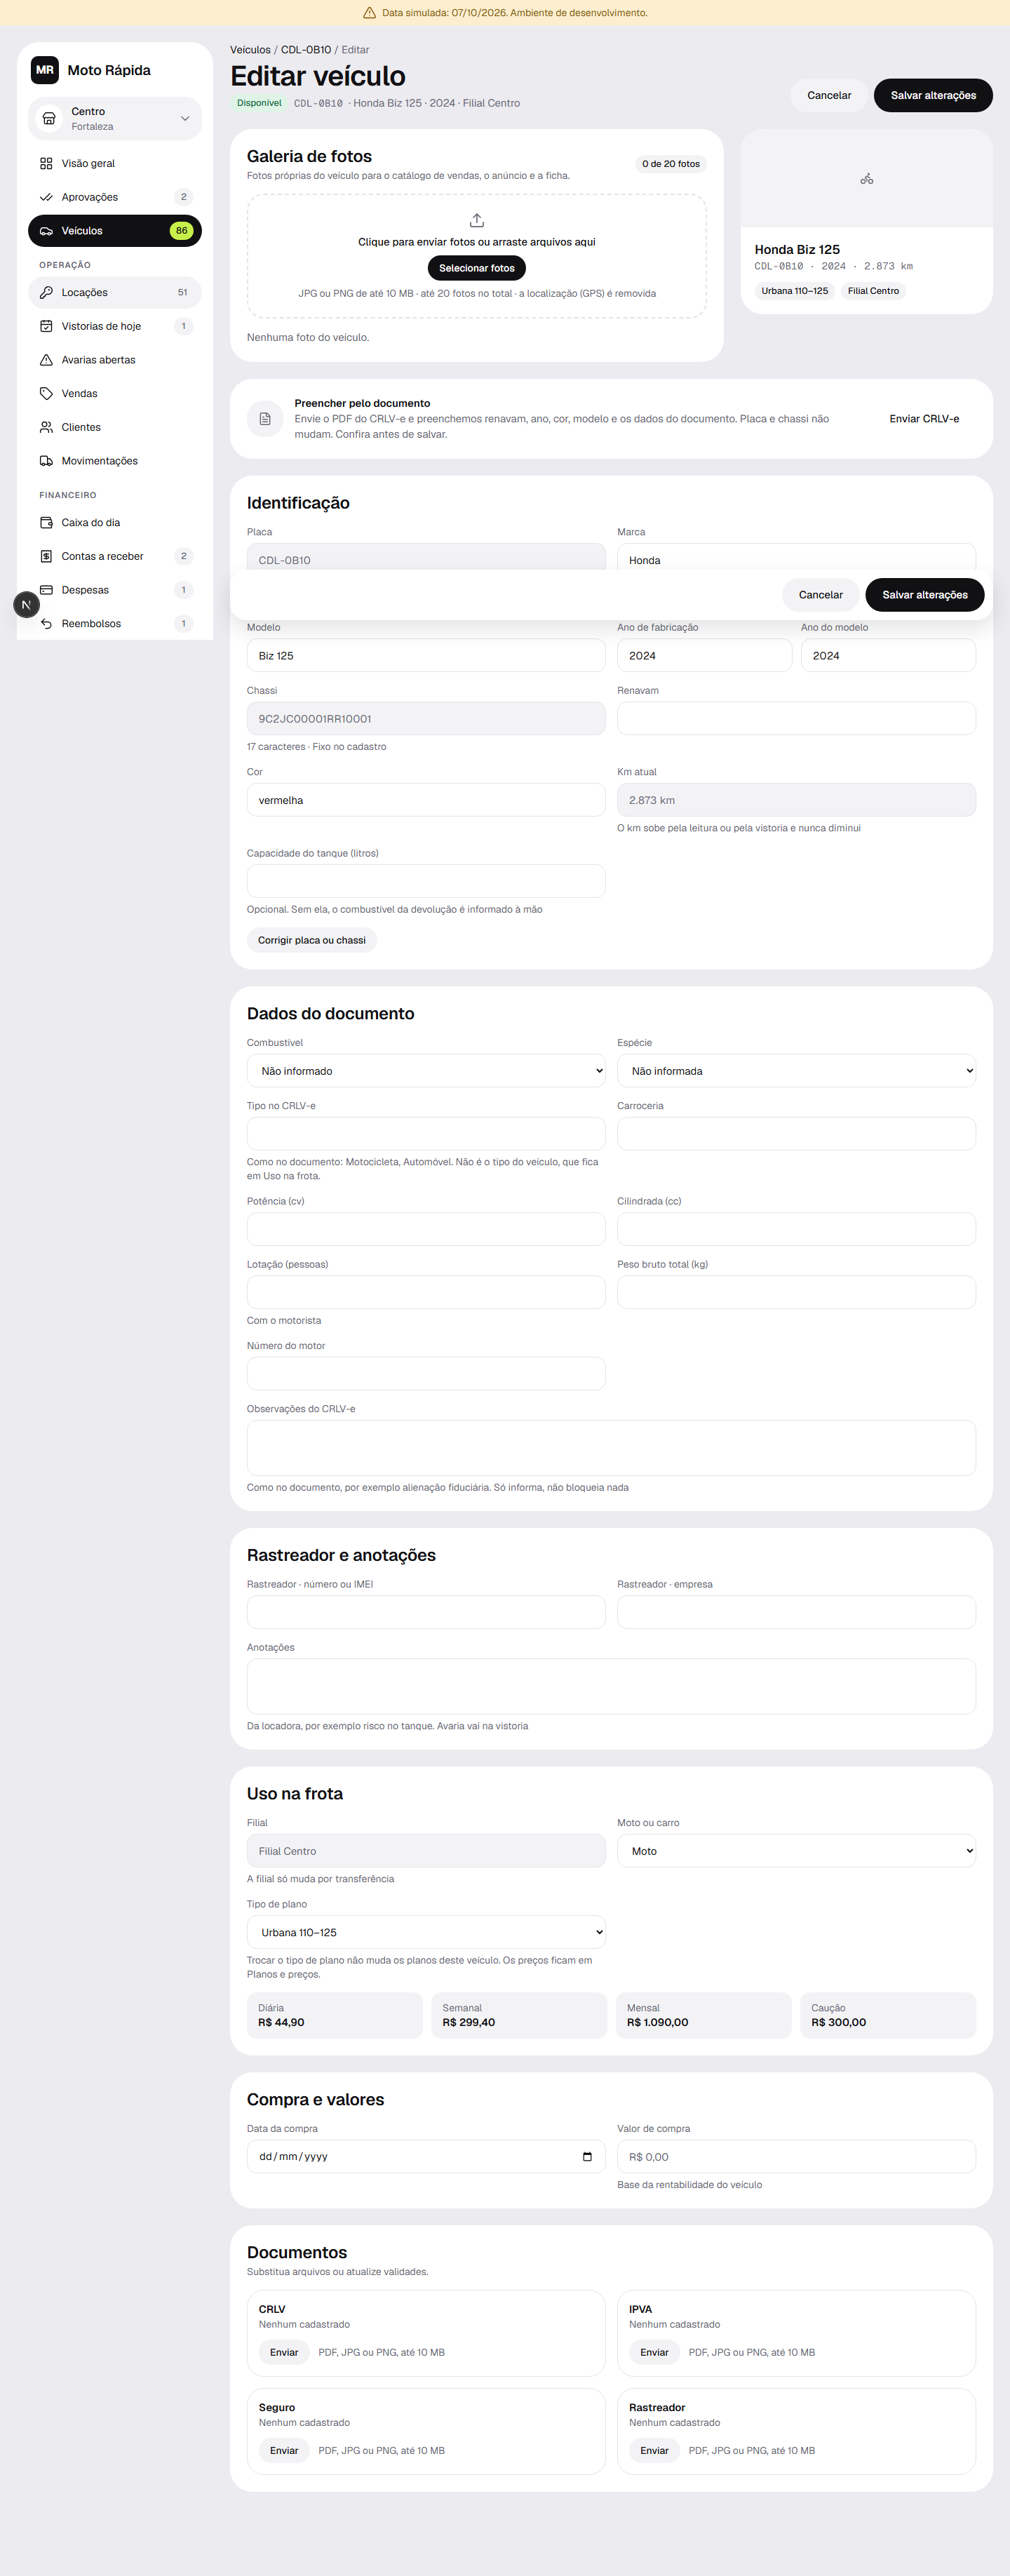 Data simulada: 07/10/2026. Ambiente de desenvolvimento.
MR
Moto Rápida
Centro
Fortaleza
Visão geral
Aprovações 2
Veículos 86
OPERAÇÃO
Locações 51
Vistorias de hoje 1
Avarias abertas
Vendas
Clientes
Movimentações
FINANCEIRO
Caixa do dia
Contas a receber 2
Despesas 1
N
Reembolsos 1
Veículos / CDL-0B10 / Editar
Editar veículo
Disponível CDL-0B10 · Honda Biz 125 · 2024 · Filial Centro
Cancelar
Salvar alterações
Galeria de fotos
Fotos próprias do veículo para o catálogo de vendas, o anúncio e a ficha.
0 de 20 fotos
Clique para enviar fotos ou arraste arquivos aqui
Selecionar fotos
JPG ou PNG de até 10 MB · até 20 fotos no total · a localização (GPS) é removida
Nenhuma foto do veículo.
Honda Biz 125
CDL-0B10 · 2024 · 2.873 km
Urbana 110–125
Filial Centro
Preencher pelo documento
Envie o PDF do CRLV-e e preenchemos renavam, ano, cor, modelo e os dados do documento. Placa e chassi não
mudam. Confira antes de salvar.
Enviar CRLV-e
Identificação
Placa
Marca
CDL-0B10
Honda
Cancelar
Salvar alterações
Modelo
Ano de fabricação
Ano do modelo
Biz 125
2024
2024
Chassi
Renavam
9C2JC00001RR10001
17 caracteres · Fixo no cadastro
Cor
Km atual
vermelha
2.873 km
O km sobe pela leitura ou pela vistoria e nunca diminui
Capacidade do tanque (litros)
Opcional. Sem ela, o combustível da devolução é informado à mão
Corrigir placa ou chassi
Dados do documento
Combustível
Espécie
Não informado
Não informada
Tipo no CRLV-e
Carroceria
Como no documento: Motocicleta, Automóvel. Não é o tipo do veículo, que fica
em Uso na frota.
Potência (cv)
Cilindrada (cc)
Lotação (pessoas)
Peso bruto total (kg)
Com o motorista
Número do motor
Observações do CRLV-e
Como no documento, por exemplo alienação fiduciária. Só informa, não bloqueia nada
Rastreador e anotações
Rastreador · número ou IMEI
Rastreador · empresa
Anotações
Da locadora, por exemplo risco no tanque. Avaria vai na vistoria
Uso na frota
Filial
Moto ou carro
Filial Centro
Moto
A filial só muda por transferência
Tipo de plano
Urbana 110–125
Trocar o tipo de plano não muda os planos deste veículo. Os preços ficam em
Planos e preços.
Diária
R$ 44,90
Semanal
R$ 299,40
Mensal
R$ 1.090,00
Caução
R$ 300,00
Compra e valores
Data da compra
Valor de compra
dd/mm/yyyy
R$ 0,00
Base da rentabilidade do veículo
Documentos
Substitua arquivos ou atualize validades.
CRLV
Nenhum cadastrado
Enviar PDF, JPG ou PNG, até 10 MB
IPVA
Nenhum cadastrado
Enviar PDF, JPG ou PNG, até 10 MB
Seguro
Nenhum cadastrado
Enviar PDF, JPG ou PNG, até 10 MB
Rastreador
Nenhum cadastrado
Enviar PDF, JPG ou PNG, até 10 MB